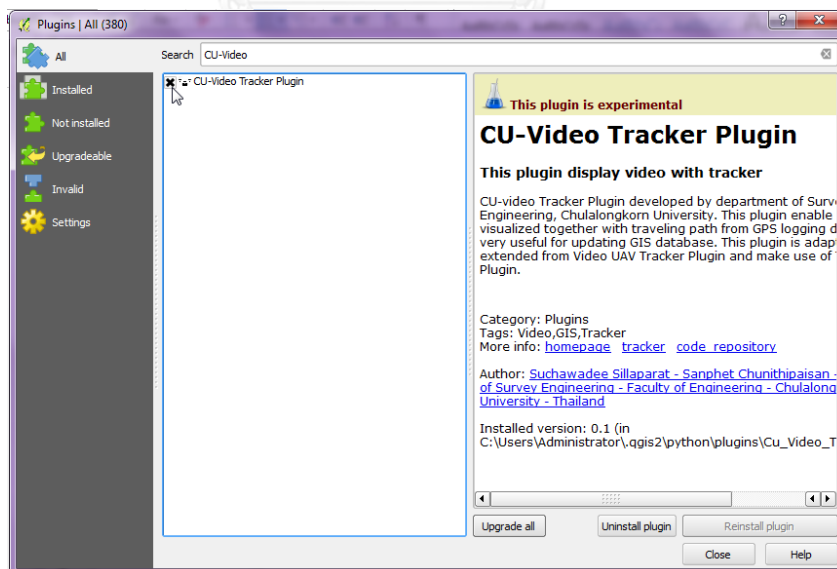 Plugins | All (380)
All
Installed
Not installed
Upgradeable
Invalid
Settings
Search CU-Video
CU-Video Tracker Plugin
This plugin is experimental
CU-Video Tracker Plugin
This plugin display video with tracker
CU-video Tracker Plugin developed by department of Surv
Engineering, Chulalongkorn University. This plugin enable
visualized together with traveling path from GPS logging d
very useful for updating GIS database. This plugin is adap
extended from Video UAV Tracker Plugin and make use of
Plugin.
Category: Plugins
Tags: Video,GIS,Tracker
More info: homepage tracker code repository
Author: Suchawadee Sillaparat - Sanphet Chunithipaisan -
of Survey Engineering - Faculty of Engineering - Chulalong
University - Thailand
Installed version: 0.1 (in
C:\Users\Administrator\.qgis2\python\plugins\Cu_Video_T
Upgrade all Uninstall plugin Reinstall plugin
Close Help